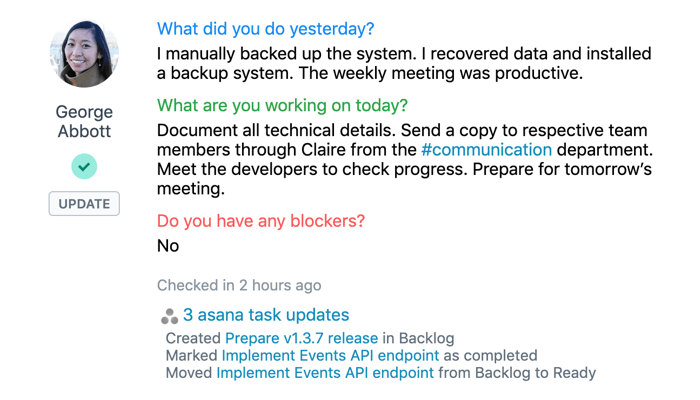 George
Abbott
UPDATE
What did you do yesterday?
I manually backed up the system. I recovered data and installed
a backup system. The weekly meeting was productive.
What are you working on today?
Document all technical details. Send a copy to respective team
members through Claire from the #communication department.
Meet the developers to check progress. Prepare for tomorrow’s
meeting.
Do you have any blockers?
No
Checked in 2 hours ago
3 asana task updates
Created Prepare v1.3.7 release in Backlog
Marked Implement Events API endpoint as completed
Moved Implement Events API endpoint from Backlog to Ready